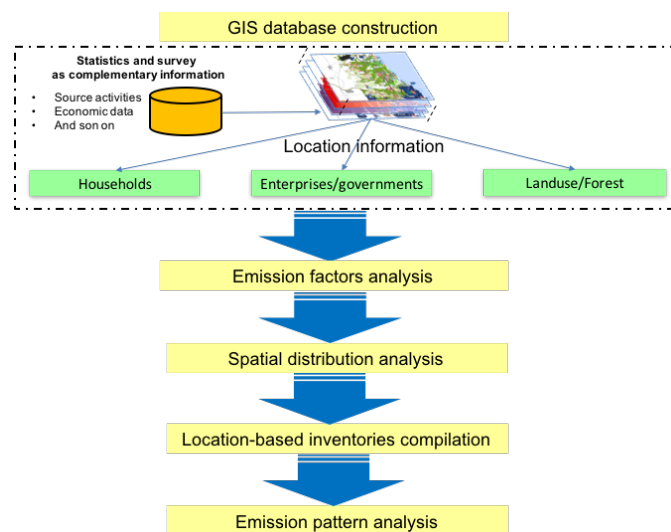 GIS database construction
Statistics and survey
as complementary information
• Source activities
• Economic data
• And son on
Location information
Households
Enterprises/governments
Landuse/Forest
Emission factors analysis
Spatial distribution analysis
Location-based inventories compilation
Emission pattern analysis